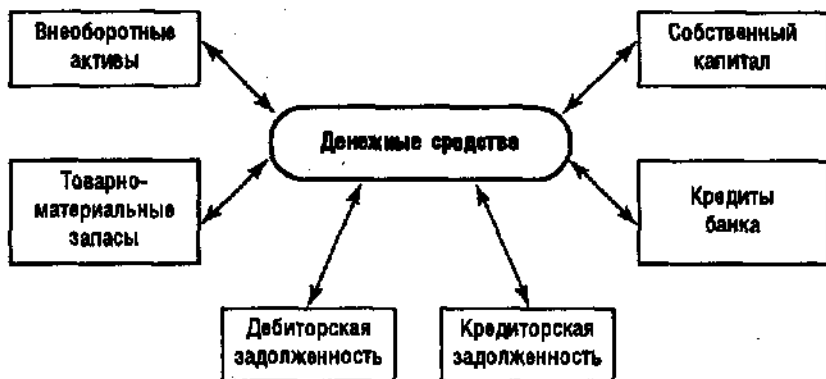 Внеоборотные
активы
Собственный
капитал
Денежные средства
Товарно-
материальные
запасы
Кредиты
банка
Дебиторская
задолженность
Кредиторская
задолженность